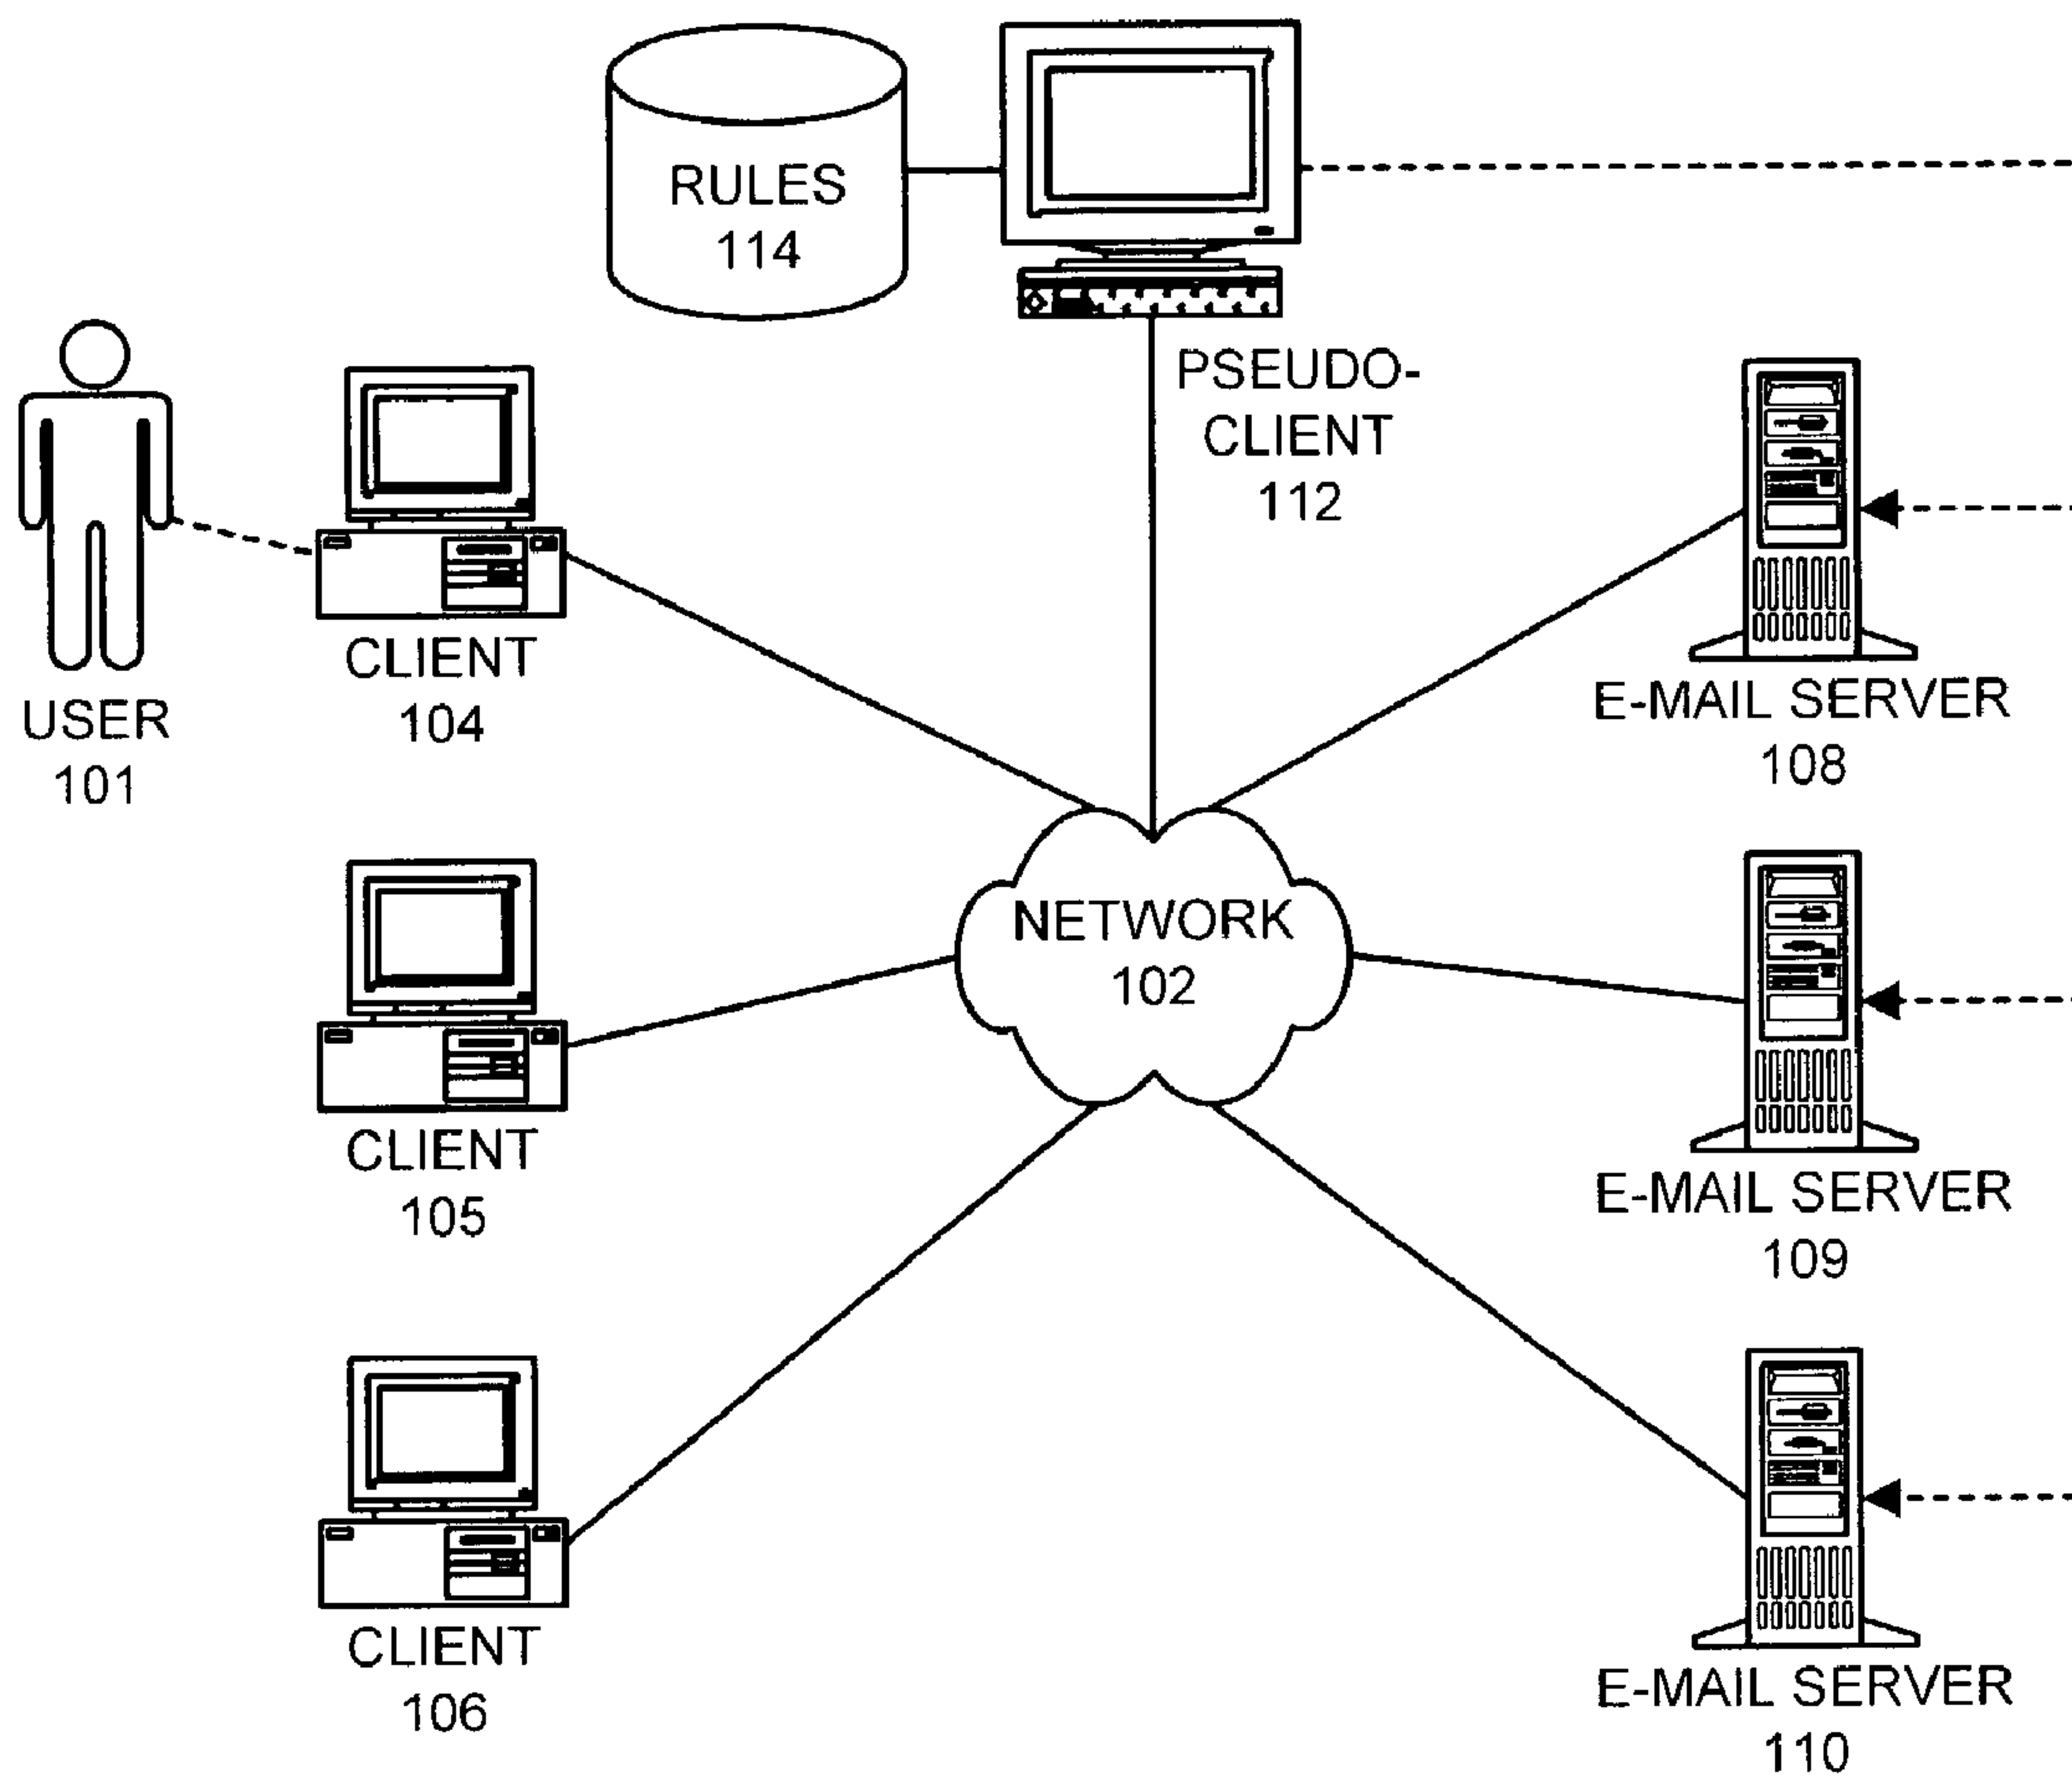 RULES
114
PSEUDO-
CLIENT
112
USER
101
CLIENT
104
E-MAIL SERVER
108
NETWORK
102
CLIENT
105
E-MAIL SERVER
109
CLIENT
106
E-MAIL SERVER
110